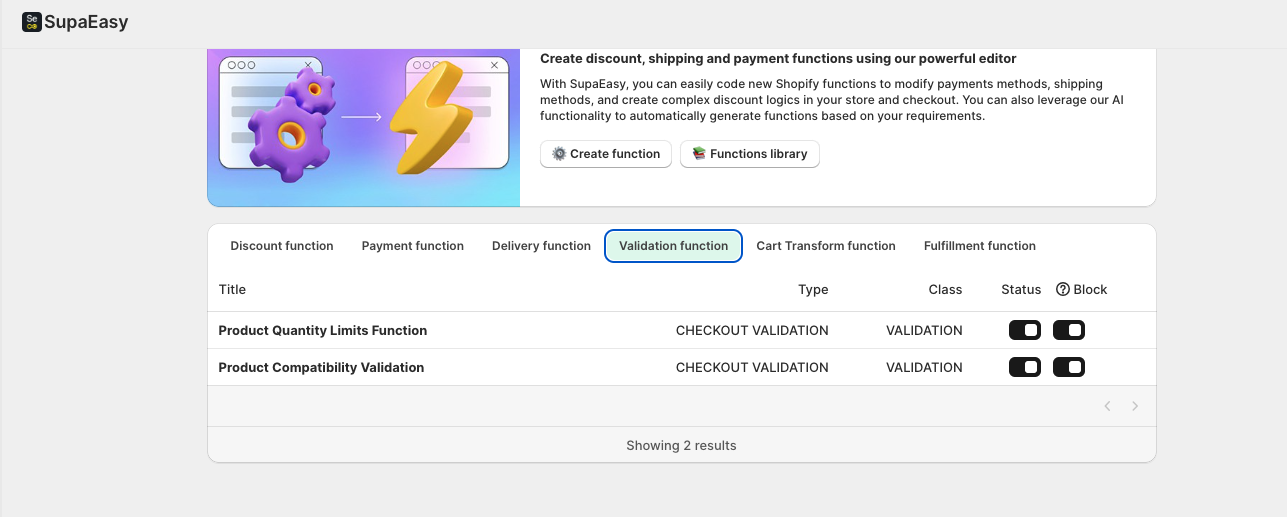 SupaEasy
Create discount, shipping and payment functions using our powerful editor
With SupaEasy, you can easily code new Shopify functions to modify payments methods, shipping
methods, and create complex discount logics in your store and checkout. You can also leverage our AI
functionality to automatically generate functions based on your requirements.
Create function Functions library
Discount function Payment function Delivery function Validation function Cart Transform function Fulfillment function
Title Type Class Status Block
Product Quantity Limits Function CHECKOUT VALIDATION VALIDATION
Product Compatibility Validation CHECKOUT VALIDATION VALIDATION
Showing 2 results